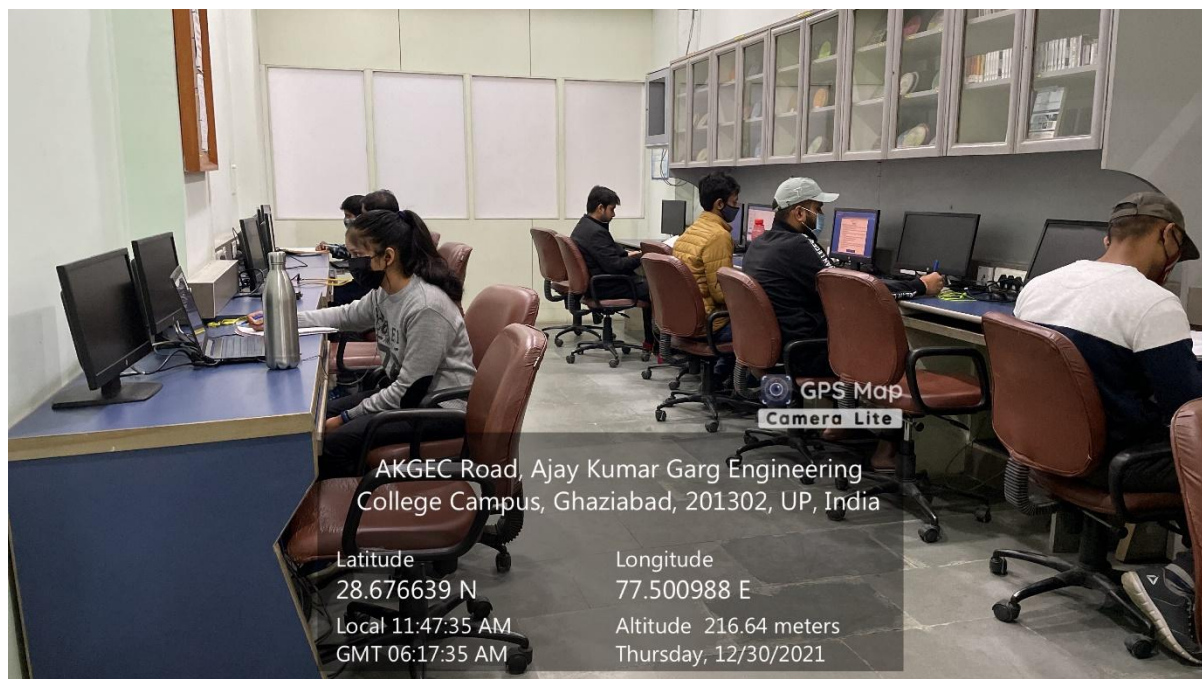 GPS Map
Camera Lite
AKGEC Road, Ajay Kumar Garg Engineering
College Campus, Ghaziabad, 201302, UP, India
Latitude
28.676639 N
Longitude
77.500988 E
Local 11:47:35 AM
GMT 06:17:35 AM
Altitude 216.64 meters
Thursday, 12/30/2021